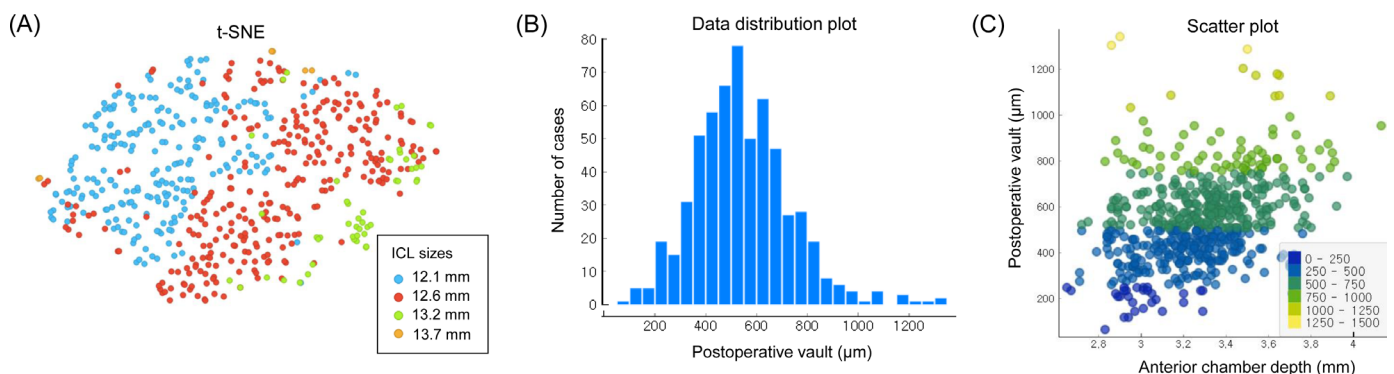 (A)
t-SNE
ICL sizes
12.1 mm
12.6 mm
13.2 mm
13.7 mm
(B)
Data distribution plot
Number of cases
80
70
60
50
40
30
20
10
0
200
400
600
800
1000
1200
Postoperative vault (µm)
(C)
Scatter plot
Postoperative vault (µm)
1200
1000
800
600
400
200
2.8
3
3.2
3.4
3.6
3.8
4
Anterior chamber depth (mm)
0 - 250
250 - 500
500 - 750
750 - 1000
1000 - 1250
1250 - 1500